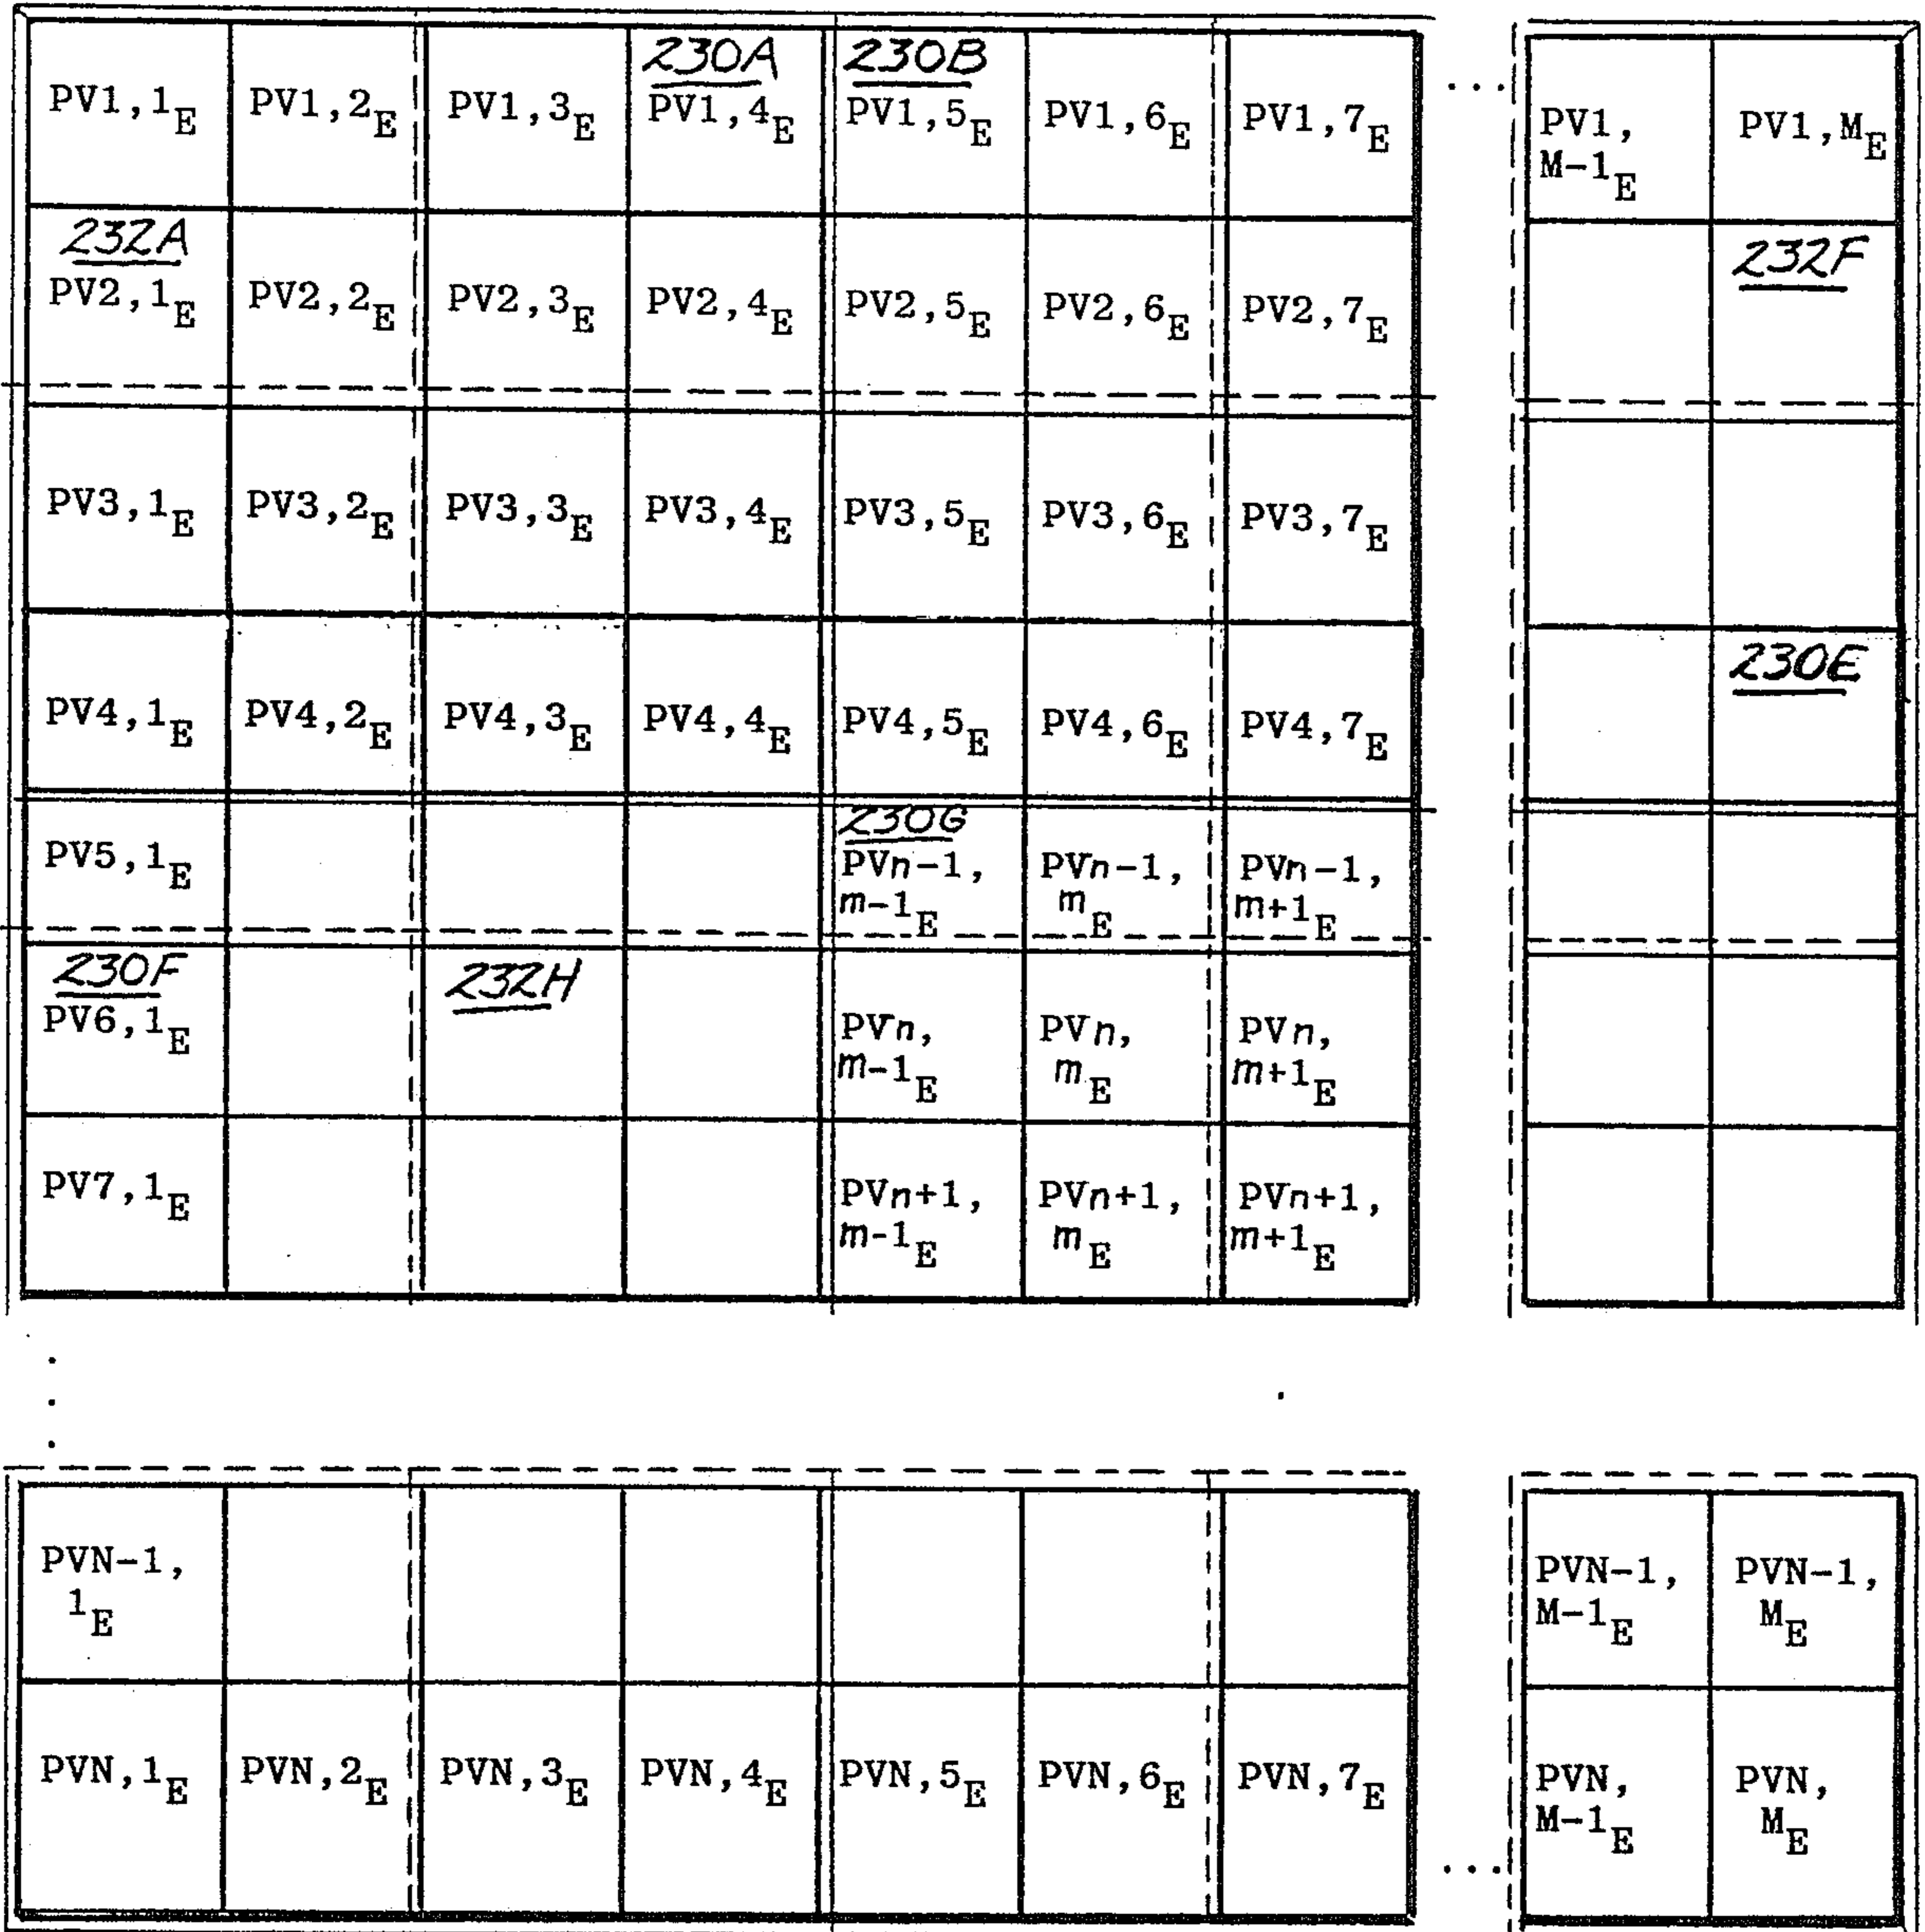 230A 230B
PV1,1E PV1,2E PV1,3E PV1,4E PV1,5E PV1,6E PV1,7E ... PV1, M-1E PV1,ME
232A 232F
PV2,1E PV2,2E PV2,3E PV2,4E PV2,5E PV2,6E PV2,7E
PV3,1E PV3,2E PV3,3E PV3,4E PV3,5E PV3,6E PV3,7E
230E
PV4,1E PV4,2E PV4,3E PV4,4E PV4,5E PV4,6E PV4,7E
230G
PV5,1E PVn-1, m-1E PVn-1, mE PVn-1, m+1E
230F 232H
PV6,1E PVn, m-1E PVn, mE PVn, m+1E
PV7,1E PVn+1, m-1E PVn+1, mE PVn+1, m+1E
PVN-1, 1E PVN-1, M-1E PVN-1, ME
PVN,1E PVN,2E PVN,3E PVN,4E PVN,5E PVN,6E PVN,7E ... PVN, M-1E PVN, ME